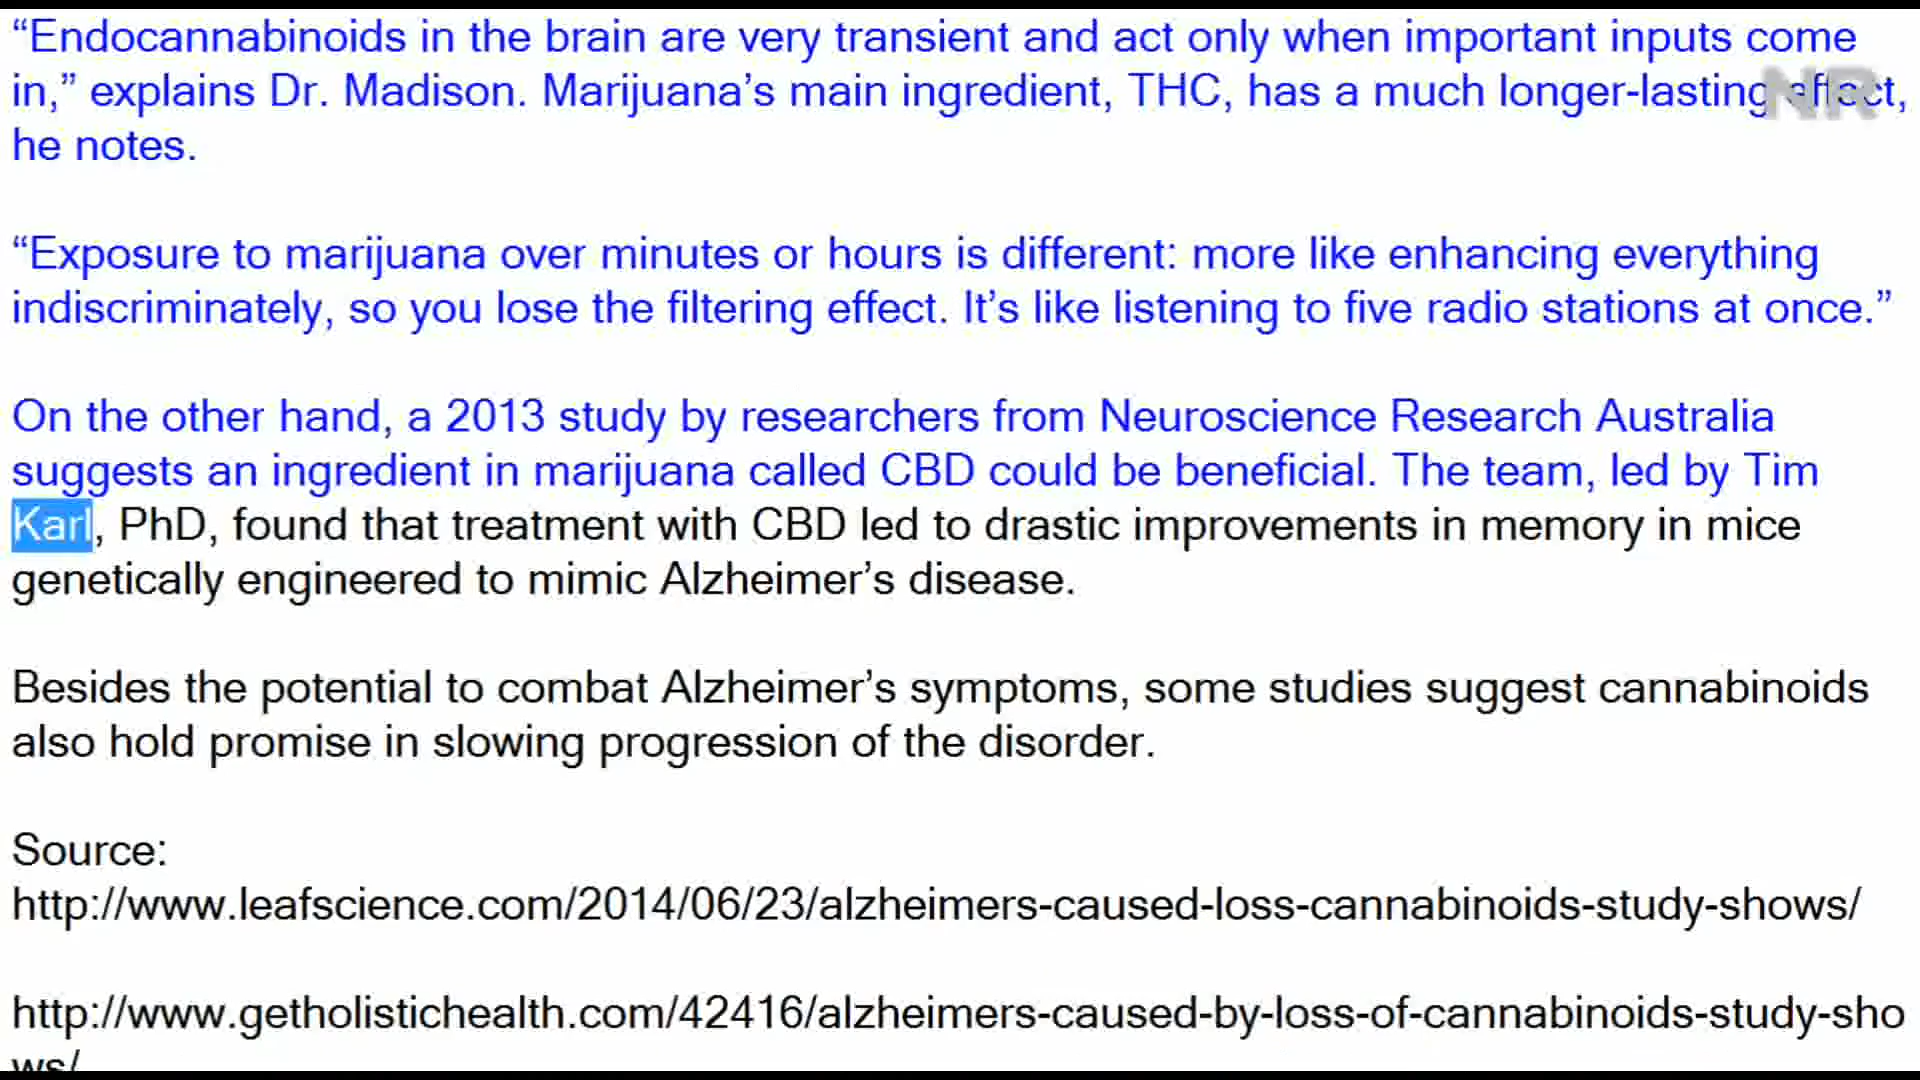 “Endocannabinoids in the brain are very transient and act only when important inputs come
in,” explains Dr. Madison. Marijuana’s main ingredient, THC, has a much longer-lasting effect,
he notes.
NR
“Exposure to marijuana over minutes or hours is different: more like enhancing everything
indiscriminately, so you lose the filtering effect. It’s like listening to five radio stations at once.”
On the other hand, a 2013 study by researchers from Neuroscience Research Australia
suggests an ingredient in marijuana called CBD could be beneficial. The team, led by Tim
Karl, PhD, found that treatment with CBD led to drastic improvements in memory in mice
genetically engineered to mimic Alzheimer’s disease.
Besides the potential to combat Alzheimer’s symptoms, some studies suggest cannabinoids
also hold promise in slowing progression of the disorder.
Source:
http://www.leafscience.com/2014/06/23/alzheimers-caused-loss-cannabinoids-study-shows/
http://www.getholistichealth.com/42416/alzheimers-caused-by-loss-of-cannabinoids-study-sho
ws/